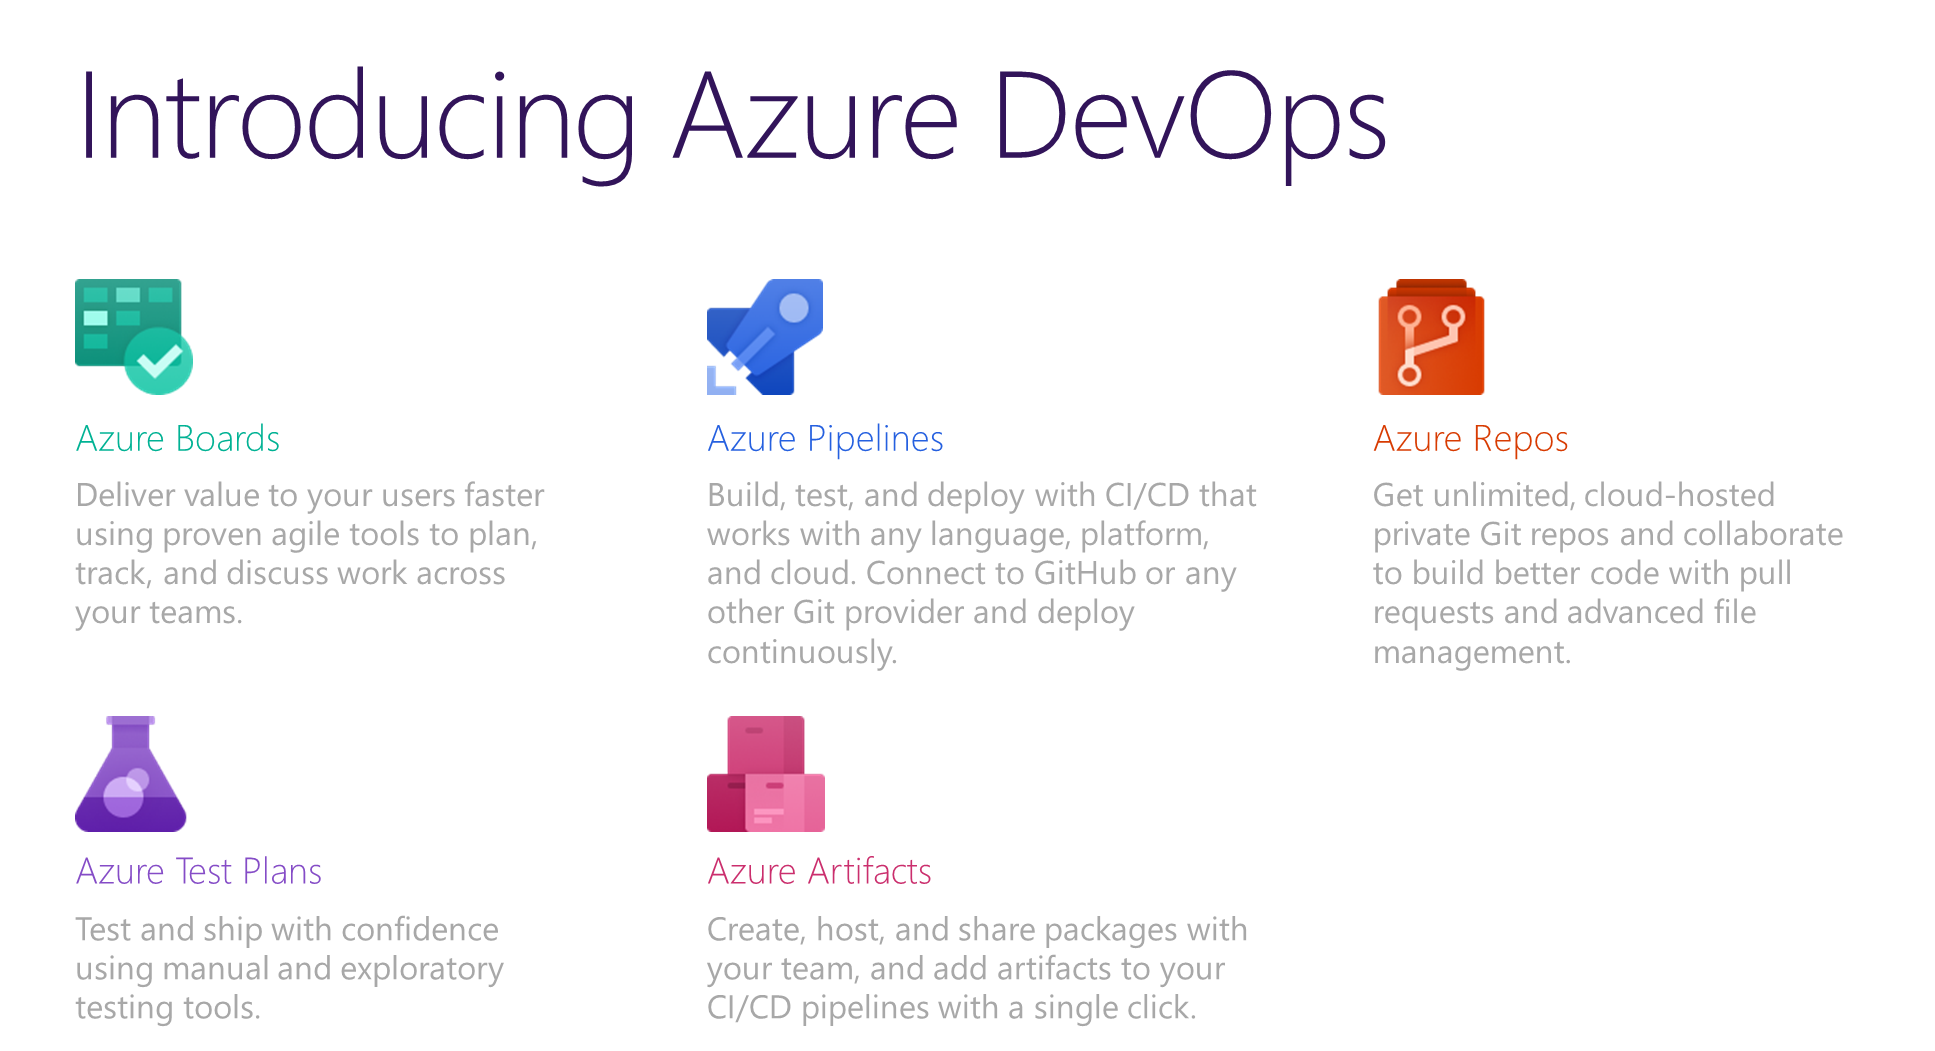 Introducing Azure DevOps
Azure Boards
Deliver value to your users faster
using proven agile tools to plan,
track, and discuss work across
your teams.
Azure Pipelines
Build, test, and deploy with CI/CD that
works with any language, platform,
and cloud. Connect to GitHub or any
other Git provider and deploy
continuously.
Azure Repos
Get unlimited, cloud-hosted
private Git repos and collaborate
to build better code with pull
requests and advanced file
management.
Azure Test Plans
Test and ship with confidence
using manual and exploratory
testing tools.
Azure Artifacts
Create, host, and share packages with
your team, and add artifacts to your
CI/CD pipelines with a single click.